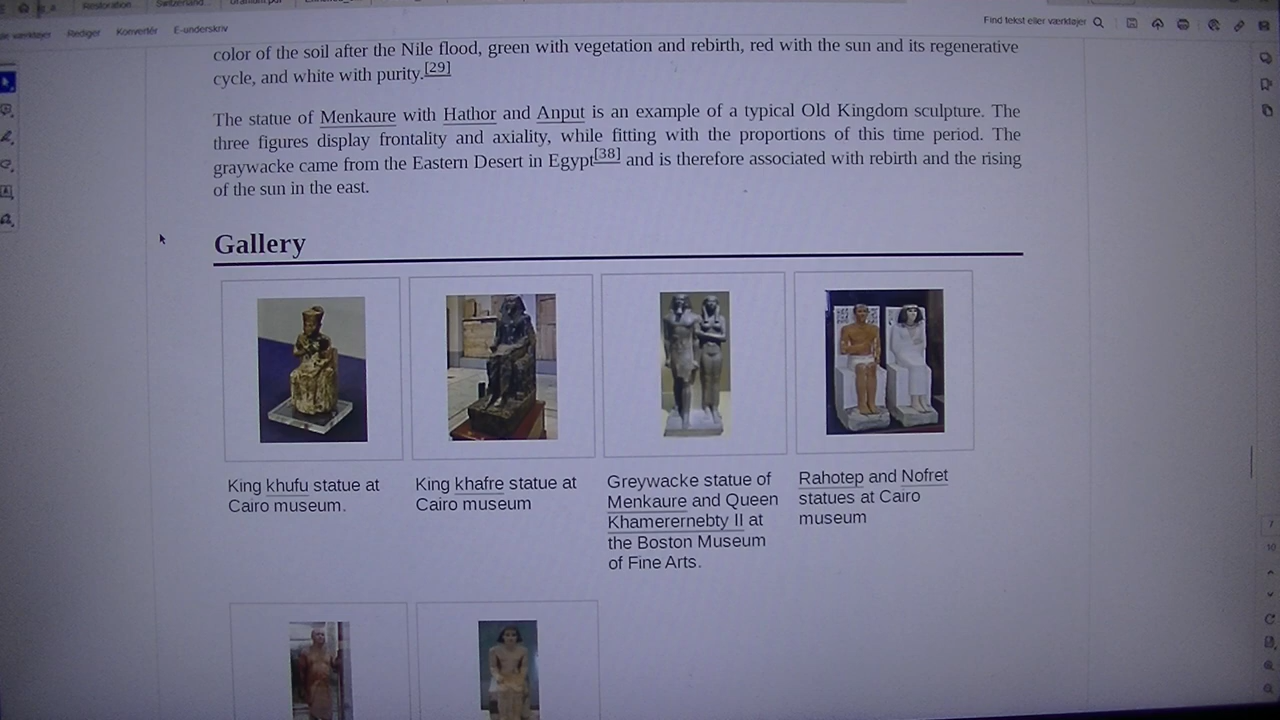 Restoration
Switzerland...
Find tekst eller værktøjer
værktøjer Rediger Konvertér E-underskriv
color of the soil after the Nile flood, green with vegetation and rebirth, red with the sun and its regenerative
cycle, and white with purity.[29]
The statue of Menkaure with Hathor and Anput is an example of a typical Old Kingdom sculpture. The
three figures display frontality and axiality, while fitting with the proportions of this time period. The
graywacke came from the Eastern Desert in Egypt[38] and is therefore associated with rebirth and the rising
of the sun in the east.
Gallery
King khufu statue at
Cairo museum.
King khafre statue at
Cairo museum
Greywacke statue of
Menkaure and Queen
Khamerernebty II at
the Boston Museum
of Fine Arts.
Rahotep and Nofret
statues at Cairo
museum
7
10